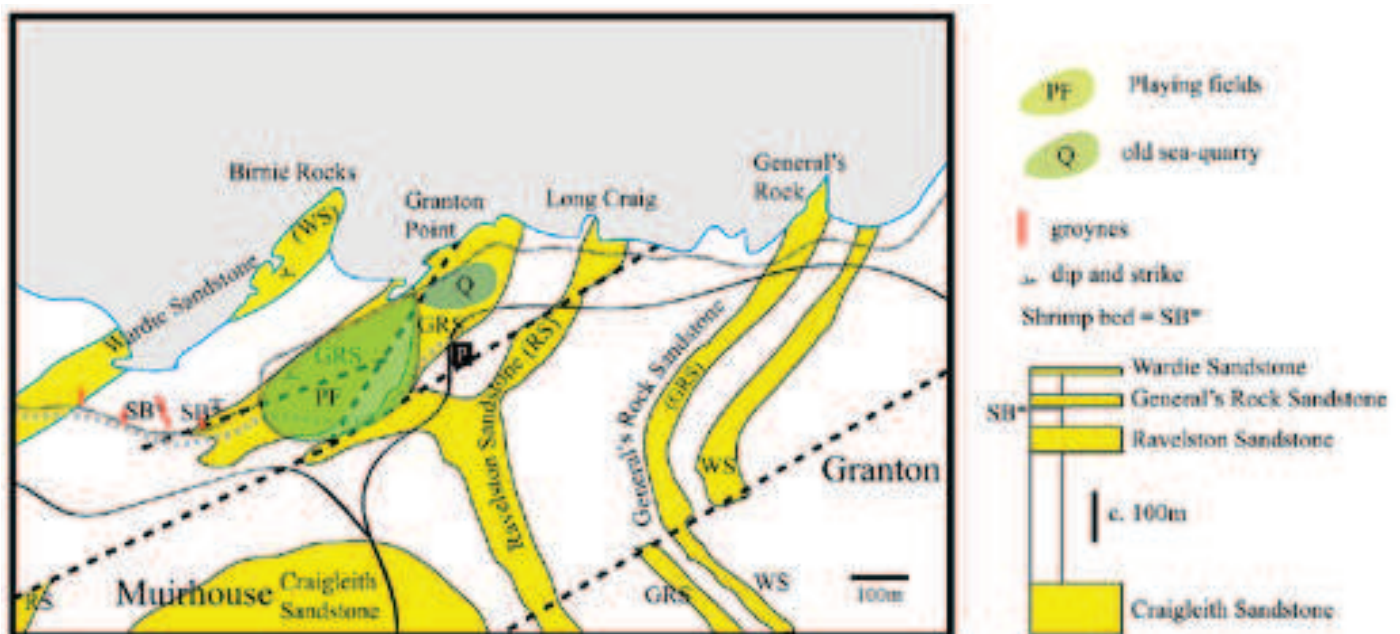 Birnie Rocks
(WS)
Wardie Sandstone
Granton
Point
Long Craig
General's
Rock
Q
GRS
GRS
P
PF
SB
SB
Ravelston Sandstone (RS)
General's Rock Sandstone
(GRS)
WS
Granton
RS
Muirhouse
Craigleith
Sandstone
GRS
WS
100m
PF Playing fields
Q old sea-quarry
groynes
dip and strike
Shrimp bed = SB*
Wardie Sandstone
SB* General's Rock Sandstone
Ravelston Sandstone
c. 100m
Craigleith Sandstone